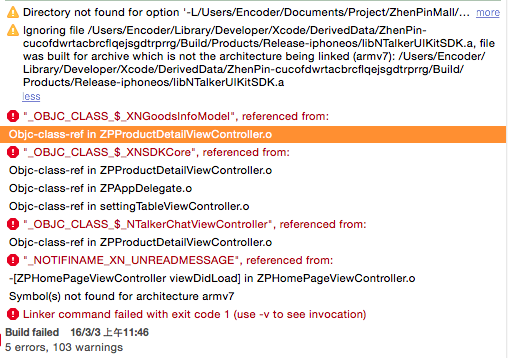 Directory not found for option '-L/Users/Encoder/Documents/Project/ZhenPinMall/... more
Ignoring file /Users/Encoder/Library/Developer/Xcode/DerivedData/ZhenPin-
cucofdwrtacbrcflqejsgdtrprrg/Build/Products/Release-iphoneos/libNTalkerUIKitSDK.a, file
was built for archive which is not the architecture being linked (armv7): /Users/Encoder/
Library/Developer/Xcode/DerivedData/ZhenPin-cucofdwrtacbrcflqejsgdtrprrg/Build/
Products/Release-iphoneos/libNTalkerUIKitSDK.a
less
"_OBJC_CLASS_$_XNGoodsInfoModel", referenced from:
Objc-class-ref in ZPProductDetailViewController.o
"_OBJC_CLASS_$_XNSDKCore", referenced from:
Objc-class-ref in ZPProductDetailViewController.o
Objc-class-ref in ZPAppDelegate.o
Objc-class-ref in settingTableViewController.o
"_OBJC_CLASS_$_NTalkerChatViewController", referenced from:
Objc-class-ref in ZPProductDetailViewController.o
"_NOTIFINAME_XN_UNREADMESSAGE", referenced from:
-[ZPHomePageViewController viewDidLoad] in ZPHomePageViewController.o
Symbol(s) not found for architecture armv7
Linker command failed with exit code 1 (use -v to see invocation)
Build failed 16/3/3 上午11:46
5 errors, 103 warnings